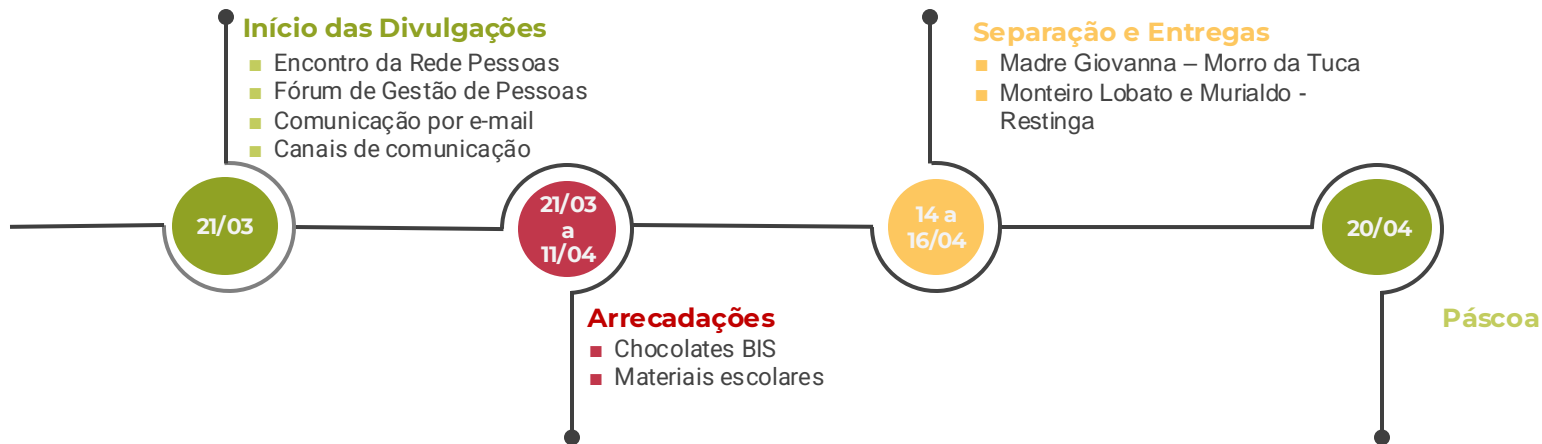 Início das Divulgações
Encontro da Rede Pessoas
Fórum de Gestão de Pessoas
Comunicação por e-mail
Canais de comunicação
21/03
21/03
a
11/04
Arrecadações
Chocolates BIS
Materiais escolares
Separação e Entregas
Madre Giovanna – Morro da Tuca
Monteiro Lobato e Murialdo -
Restinga
14 a
16/04
20/04
Páscoa